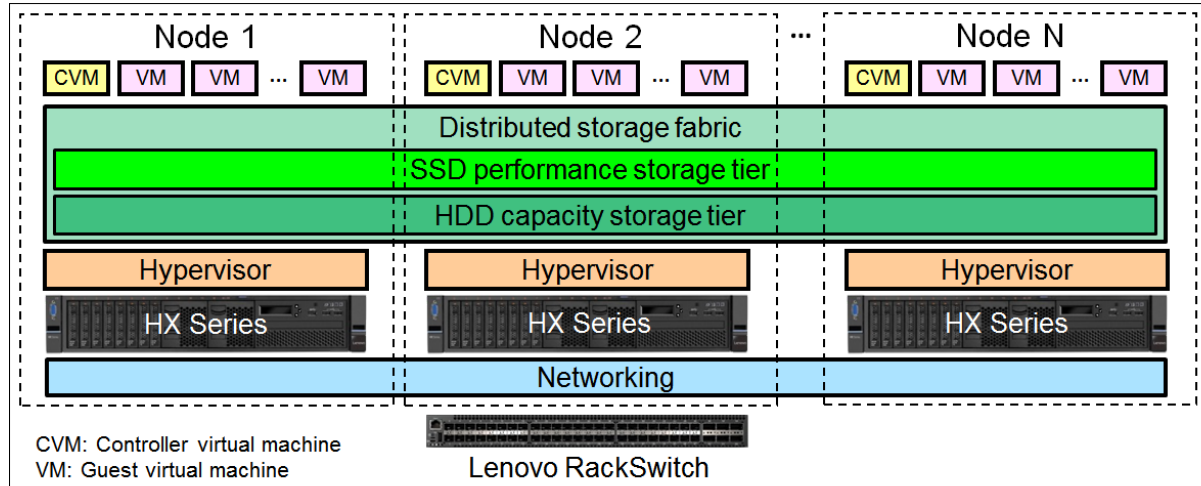 Node 1 Node 2 ... Node N
CVM VM VM ... VM CVM VM VM ... VM CVM VM VM ... VM
Distributed storage fabric
SSD performance storage tier
HDD capacity storage tier
Hypervisor Hypervisor Hypervisor
HX Series HX Series HX Series
Networking
CVM: Controller virtual machine
VM: Guest virtual machine
Lenovo RackSwitch